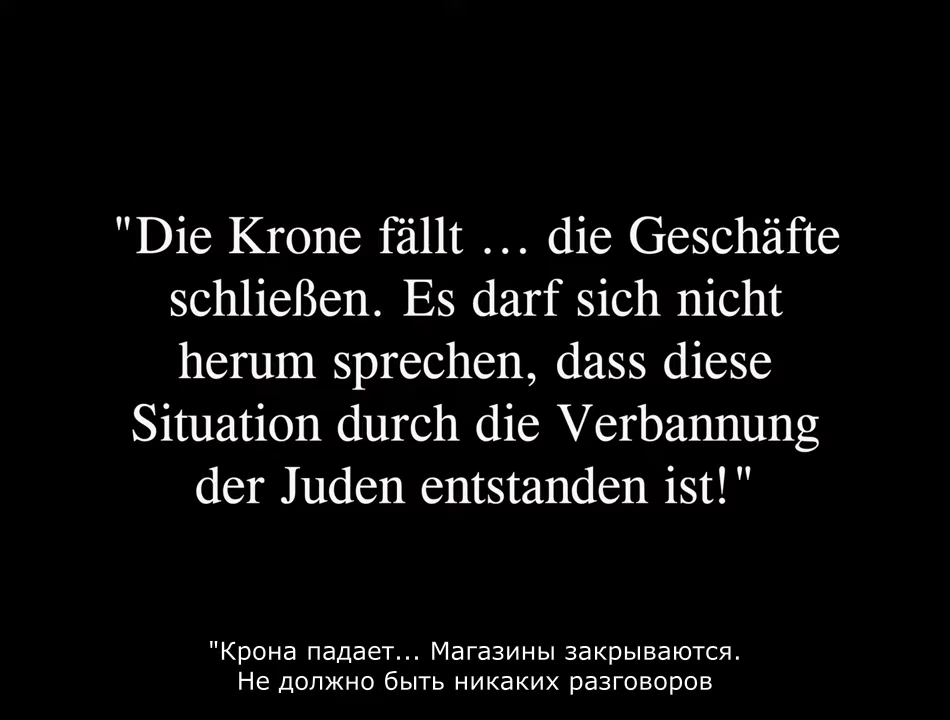 "Die Krone fällt ... die Geschäfte
schließen. Es darf sich nicht
herum sprechen, dass diese
Situation durch die Verbannung
der Juden entstanden ist!"
"Крона падает... Магазины закрываются.
Не должно быть никаких разговоров